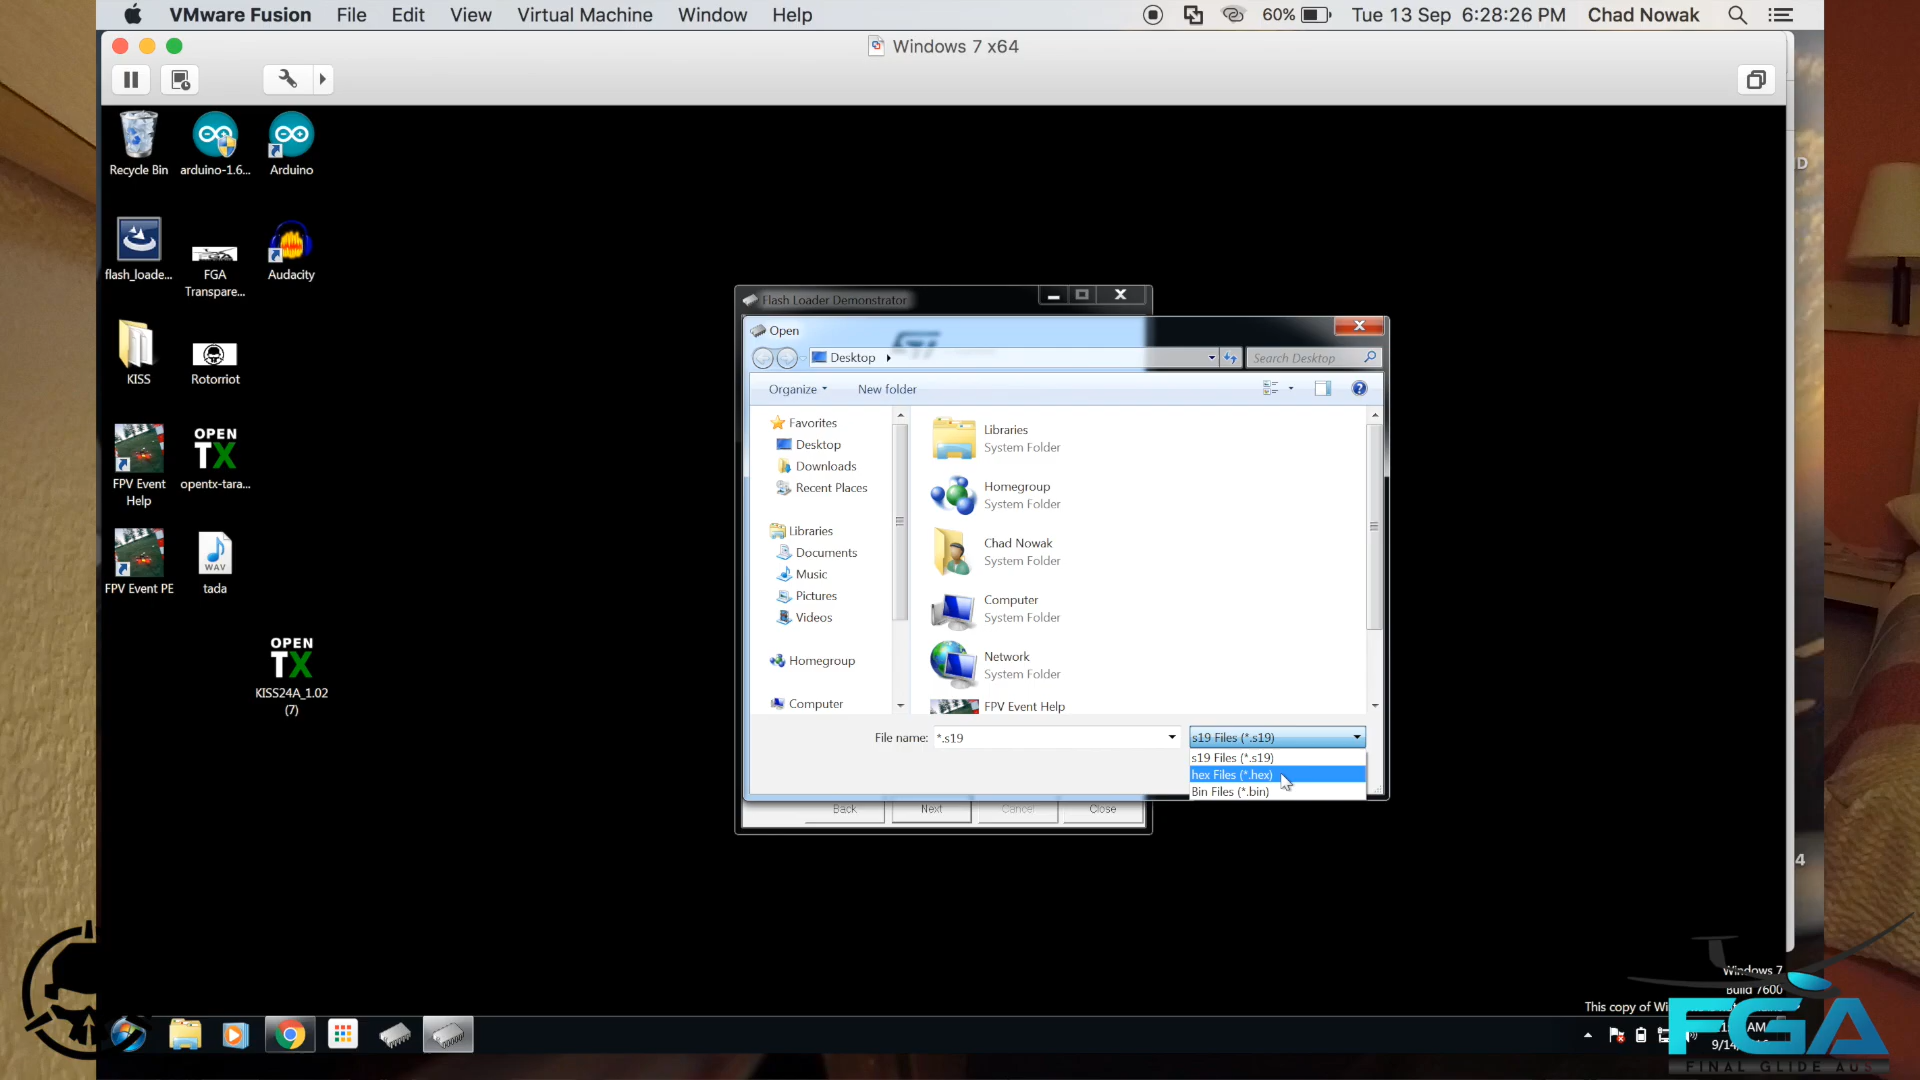 VMware Fusion File Edit View Virtual Machine Window Help 60% Tue 13 Sep 6:28:26 PM Chad Nowak
Windows 7 x64
Recycle Bin arduino-1.6... Arduino
flash_loade... FGA Transpare... Audacity
KISS Rotorriot
OPEN TX
FPV Event Help opentx-tara...
WAV
FPV Event PE tada
OPEN TX
KISS24A_1.02 (7)
Flash Loader Demonstrator
Open
Desktop Search Desktop
Organize New folder
Favorites
Desktop
Downloads
Recent Places
Libraries
Documents
Music
Pictures
Videos
Homegroup
Computer
Libraries
System Folder
Homegroup
System Folder
Chad Nowak
System Folder
Computer
System Folder
Network
System Folder
FPV Event Help
File name: *.s19 s19 Files (*.s19)
s19 Files (*.s19)
hex Files (*.hex)
Bin Files (*.bin)
Back Next Cancel Close
Windows 7
Build 7600
This copy of
AM
9/14/
FGA
FINAL GLIDE AUS
D
4